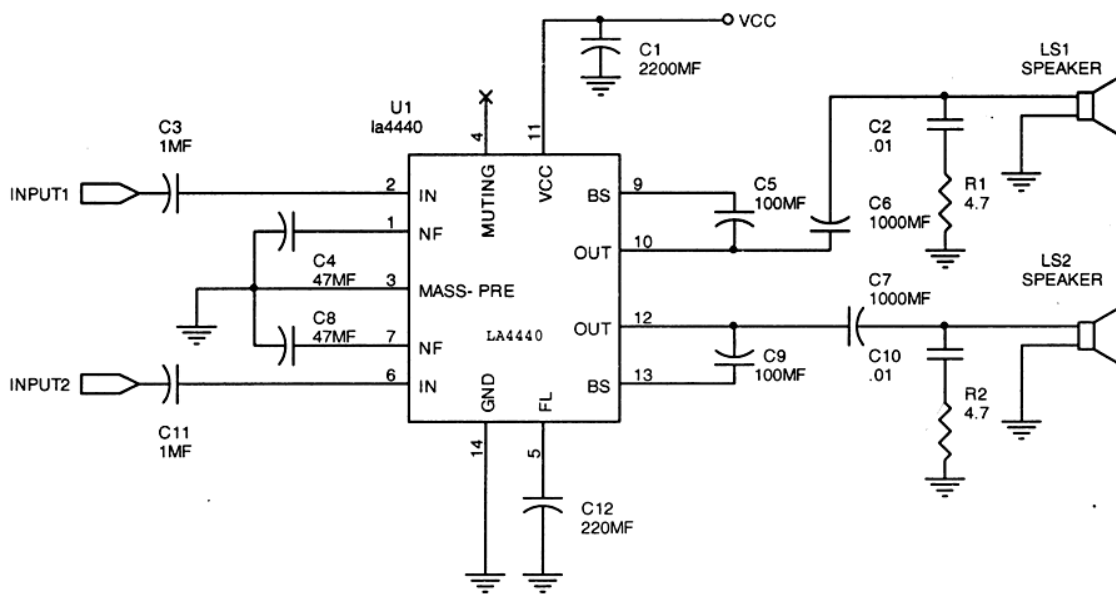 VCC
C1
2200MF
LS1
SPEAKER
U1
la4440
C3
1MF
4
11
C2
.01
INPUT1
2
IN
MUTING
VCC
BS
9
C5
100MF
C6
1000MF
R1
4.7
1
NF
OUT
10
C4
47MF
3
MASS- PRE
LS2
SPEAKER
C7
1000MF
C8
47MF
7
NF
LA4440
OUT
12
INPUT2
6
IN
GND
FL
BS
13
C9
100MF
C10
.01
R2
4.7
C11
1MF
14
5
C12
220MF